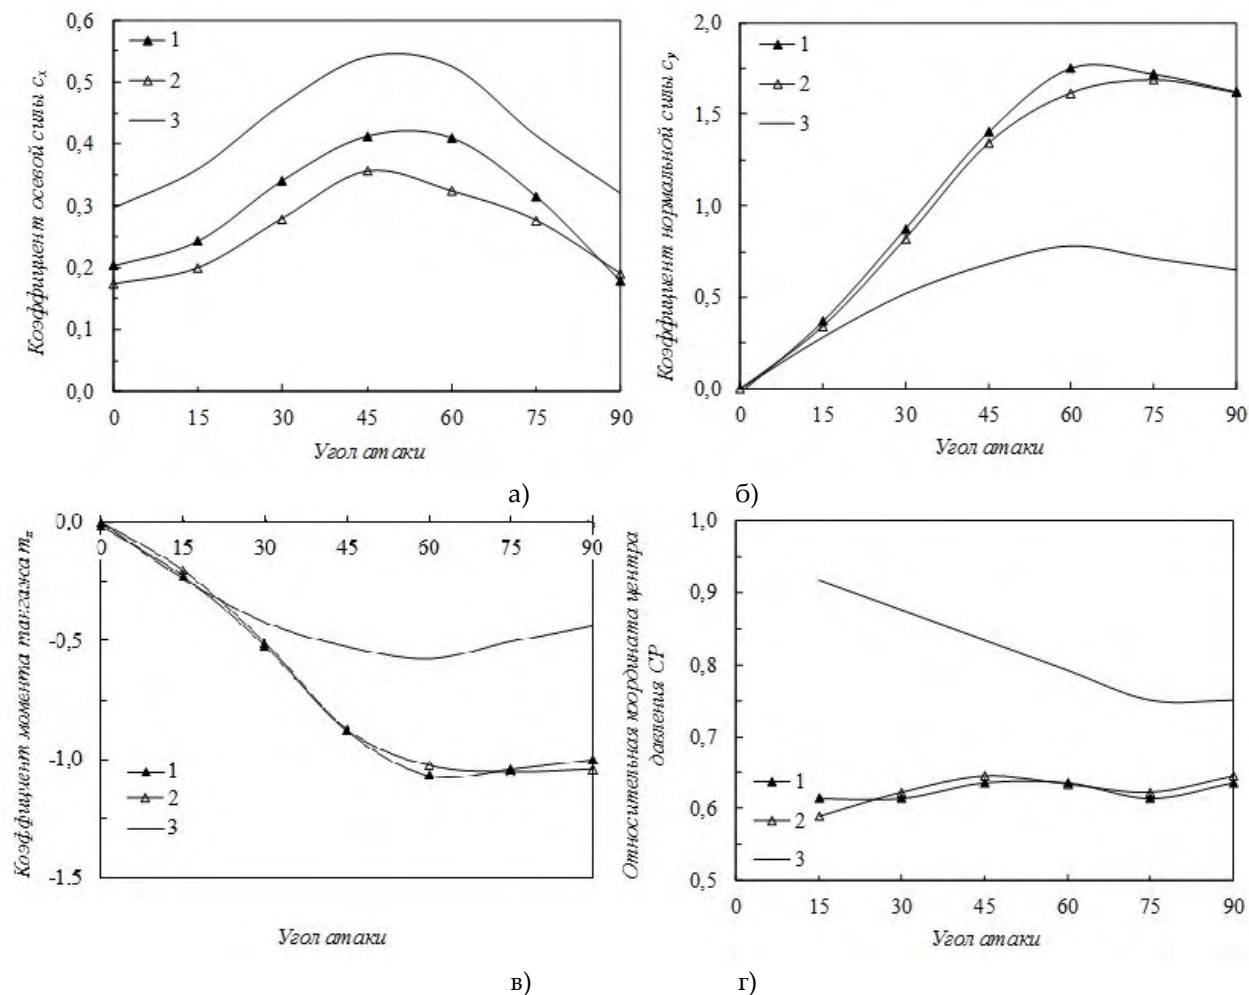 0,6
0,5
0,4
0,3
0,2
0,1
0,0
Коэффициент осевой силы cₓ
1
2
3
0 15 30 45 60 75 90
Угол атаки
а)
2,0
1,5
1,0
0,5
0,0
Коэффициент нормальной силы cᵧ
1
2
3
0 15 30 45 60 75 90
Угол атаки
б)
0,0
-0,5
-1,0
-1,5
Коэффициент момента тангажа m_z
0 15 30 45 60 75 90
1
2
3
Угол атаки
в)
1,0
0,9
0,8
0,7
0,6
0,5
Относительная координата центра
давления СР
1
2
3
0 15 30 45 60 75 90
Угол атаки
г)